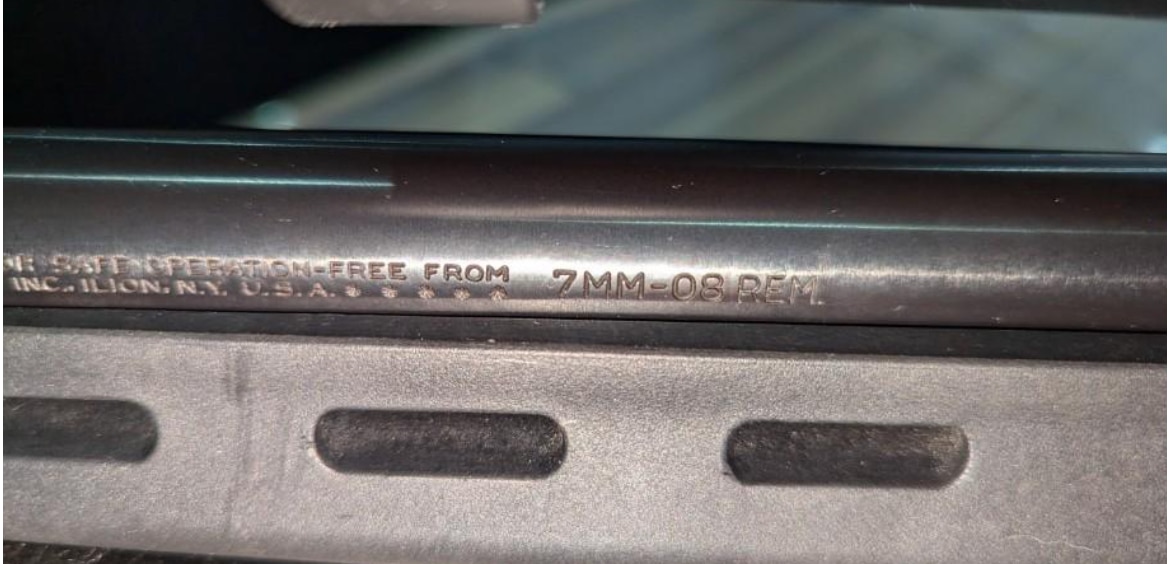 SAFE OPERATION-FREE FROM
INC., ILION, N.Y. U.S.A. ✱ ✱ ✱ ✱ ✱
7MM-08 REM.